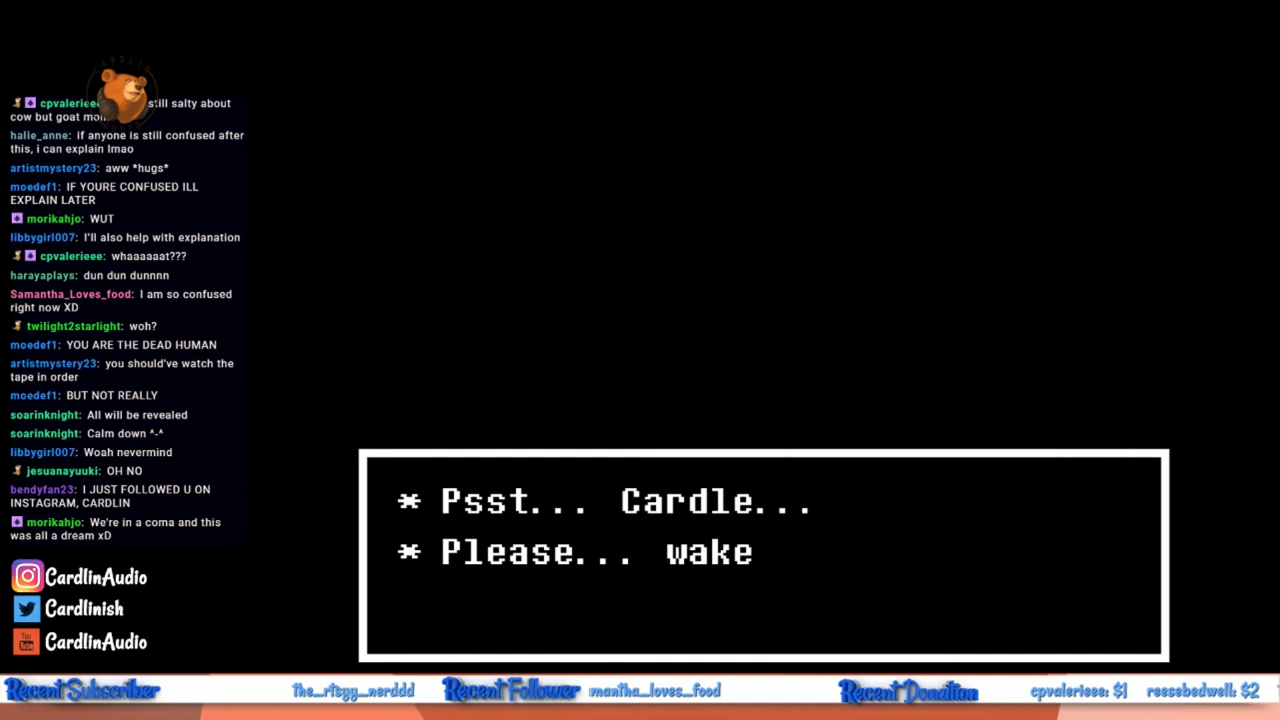 cpvalerieee: still salty about
cow but goat mom
halie_anne: if anyone is still confused after
this, i can explain lmao
artistmystery23: aww *hugs*
moedef1: IF YOURE CONFUSED ILL
EXPLAIN LATER
morikahjo: WUT
libbygirl007: I'll also help with explanation
cpvalerieee: whaaaaaat???
harayaplays: dun dun dunnnn
Samantha_Loves_food: I am so confused
right now XD
twilight2starlight: woh?
moedef1: YOU ARE THE DEAD HUMAN
artistmystery23: you should've watch the
tape in order
moedef1: BUT NOT REALLY
soarinknight: All will be revealed
soarinknight: Calm down ^-^
libbygirl007: Woah nevermind
jesuanayuuki: OH NO
bendyfan23: I JUST FOLLOWED U ON
INSTAGRAM, CARDLIN
morikahjo: We're in a coma and this
was all a dream xD
* Psst... Cardle...
* Please... wake
CardlinAudio
Cardlinish
CardlinAudio
Recent Subscriber the_rtsyy_nerddd Recent Follower mantha_loves_food Recent Donation cpvalerieee: $1 reesebedwell: $2